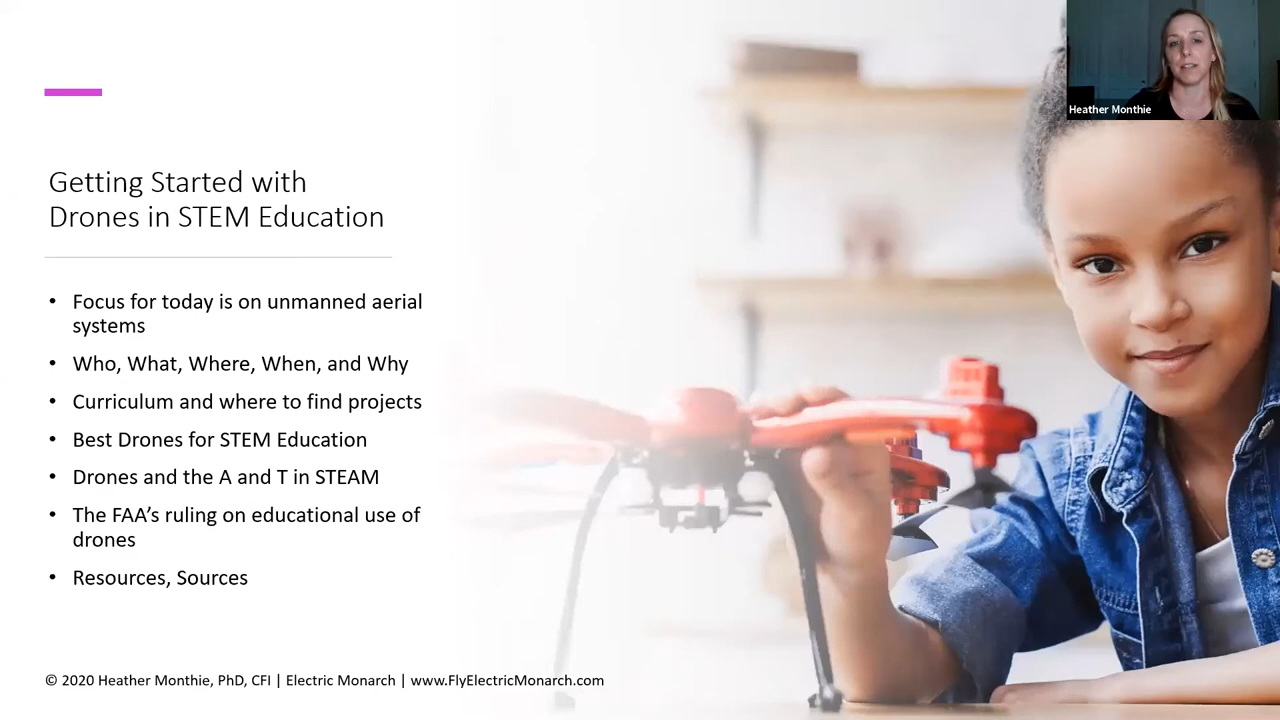 Heather Monthie
Getting Started with
Drones in STEM Education
• Focus for today is on unmanned aerial
systems
• Who, What, Where, When, and Why
• Curriculum and where to find projects
• Best Drones for STEM Education
• Drones and the A and T in STEAM
• The FAA’s ruling on educational use of
drones
• Resources, Sources
© 2020 Heather Monthie, PhD, CFI | Electric Monarch | www.FlyElectricMonarch.com